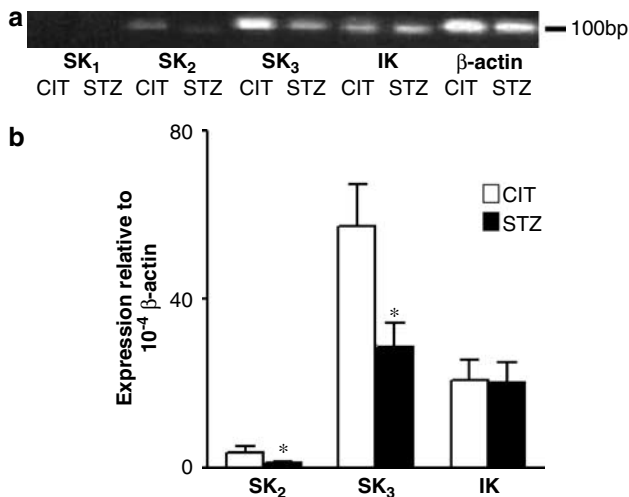 a
100bp
SK₁ SK₂ SK₃ IK β-actin
CIT STZ CIT STZ CIT STZ CIT STZ CIT STZ
b
80
40
0
Expression relative to
10⁻⁴ β-actin
CIT
STZ
*
*
SK₂ SK₃ IK